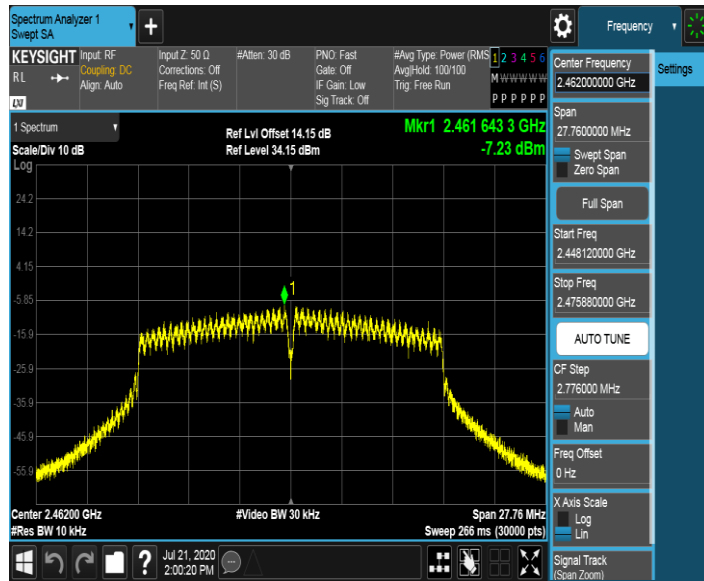 Spectrum Analyzer 1
Swept SA
+
Frequency
KEYSIGHT
RL
LXI
Input: RF
Coupling: DC
Align: Auto
Input Z: 50 Ω
Corrections: Off
Freq Ref: Int (S)
#Atten: 30 dB
PNO: Fast
Gate: Off
IF Gain: Low
Sig Track: Off
#Avg Type: Power (RMS
Avg|Hold: 100/100
Trig: Free Run
1 2 3 4 5 6
M W W W W W
P P P P P P
1 Spectrum
Scale/Div 10 dB
Log
Ref Lvl Offset 14.15 dB
Ref Level 34.15 dBm
Mkr1 2.461 643 3 GHz
-7.23 dBm
24.2
14.2
4.15
-5.85
-15.9
-25.9
-35.9
-45.9
-55.9
1
Center 2.46200 GHz
#Video BW 30 kHz
Span 27.76 MHz
#Res BW 10 kHz
Sweep 266 ms (30000 pts)
?
Jul 21, 2020
2:00:20 PM
Center Frequency
2.462000000 GHz
Settings
Span
27.7600000 MHz
Swept Span
Zero Span
Full Span
Start Freq
2.448120000 GHz
Stop Freq
2.475880000 GHz
AUTO TUNE
CF Step
2.776000 MHz
Auto
Man
Freq Offset
0 Hz
X Axis Scale
Log
Lin
Signal Track
(Span Zoom)